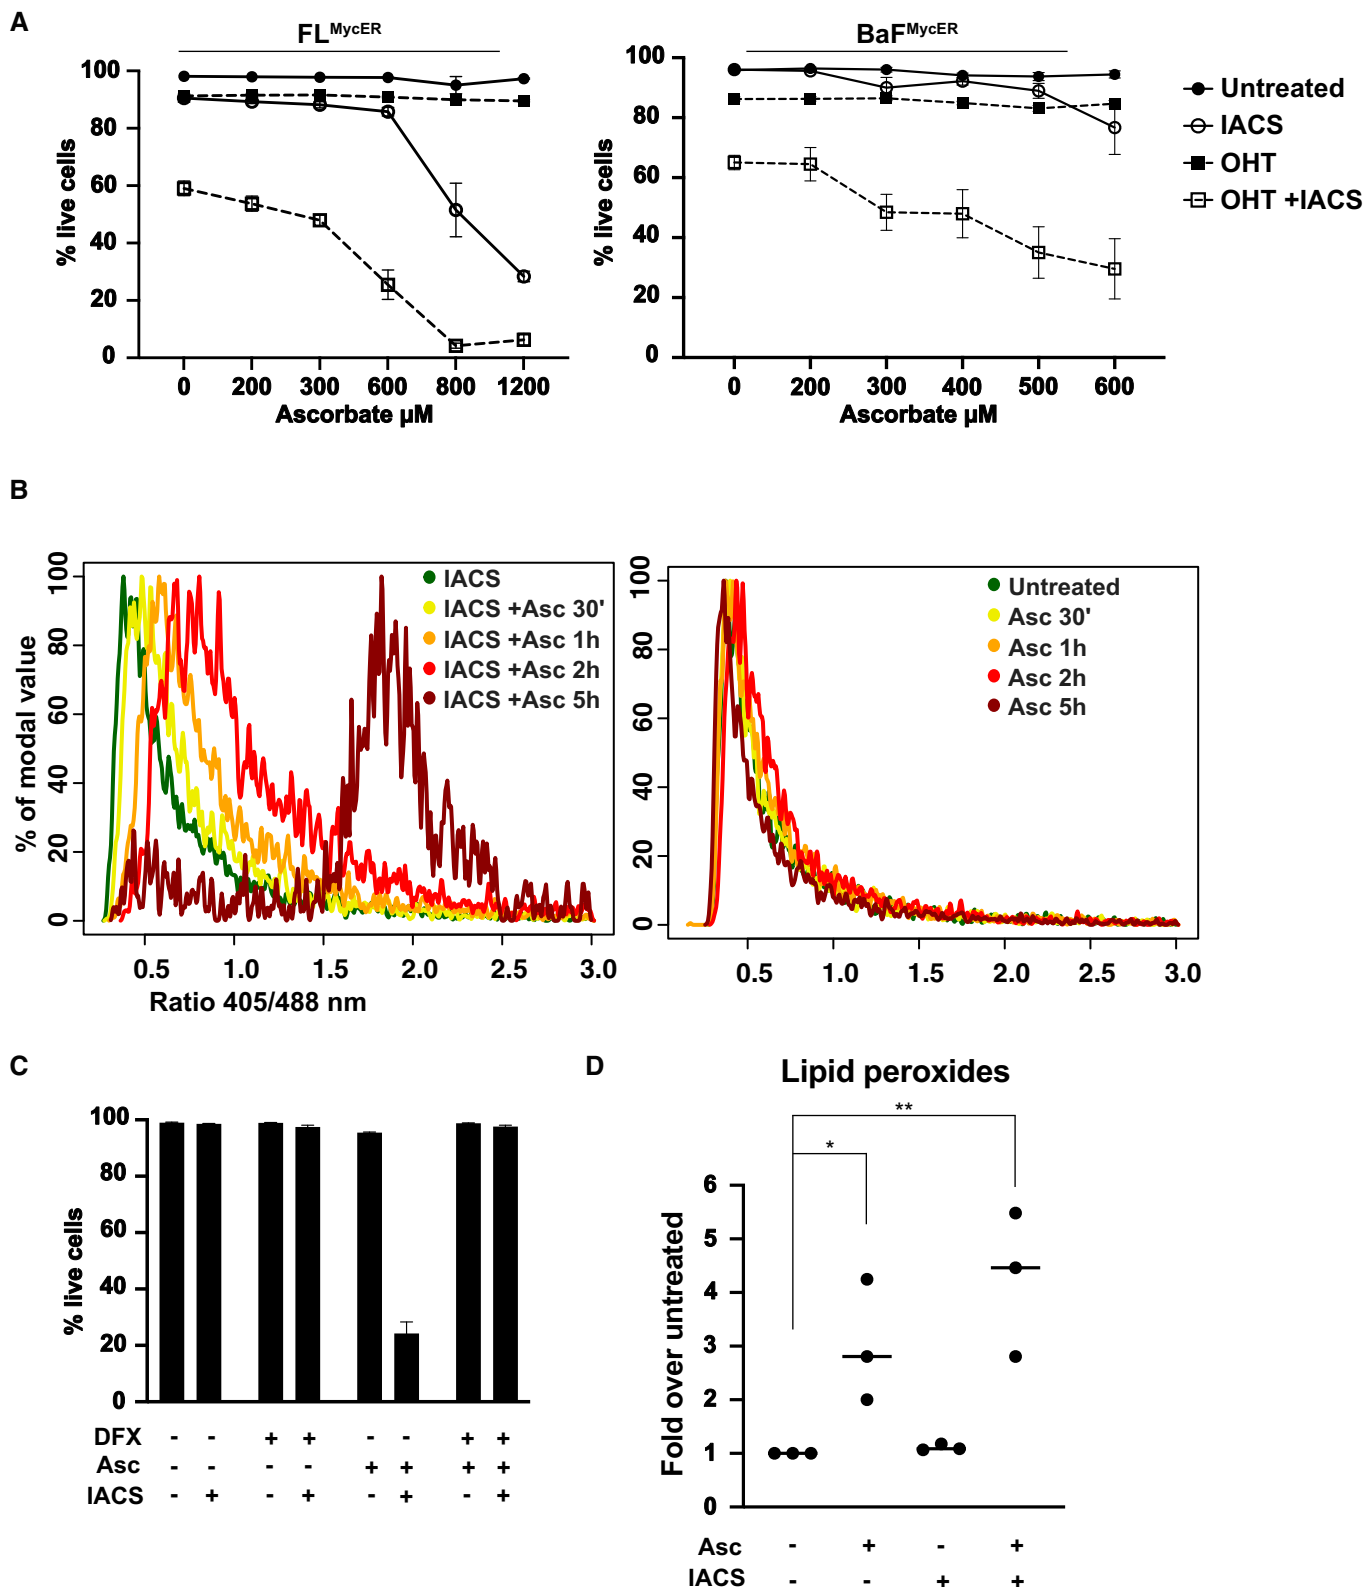 A
FL^MycER
BaF^MycER
100
80
60
40
20
0
% live cells
0 200 300 600 800 1200
Ascorbate µM
100
80
60
40
20
0
% live cells
0 200 300 400 500 600
Ascorbate µM
Untreated
IACS
OHT
OHT +IACS
B
100
80
60
40
20
0
% of modal value
IACS
IACS +Asc 30'
IACS +Asc 1h
IACS +Asc 2h
IACS +Asc 5h
0.5 1.0 1.5 2.0 2.5 3.0
Ratio 405/488 nm
100
80
60
40
20
0
Untreated
Asc 30'
Asc 1h
Asc 2h
Asc 5h
0.5 1.0 1.5 2.0 2.5 3.0
C
100
80
60
40
20
0
% live cells
DFX - - + + - - + +
Asc - - - - + + + +
IACS - + - + - + - +
D
Lipid peroxides
**
*
6
5
4
3
2
1
0
Fold over untreated
Asc - + - +
IACS - - + +